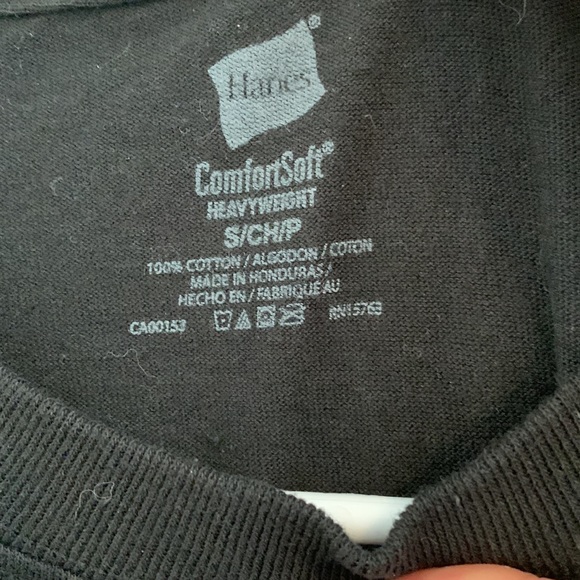 Hanes®
ComfortSoft®
HEAVYWEIGHT
S/CH/P
100% COTTON / ALGODON / COTON
MADE IN HONDURAS /
HECHO EN / FABRIQUE AU
CA00153 RN15763